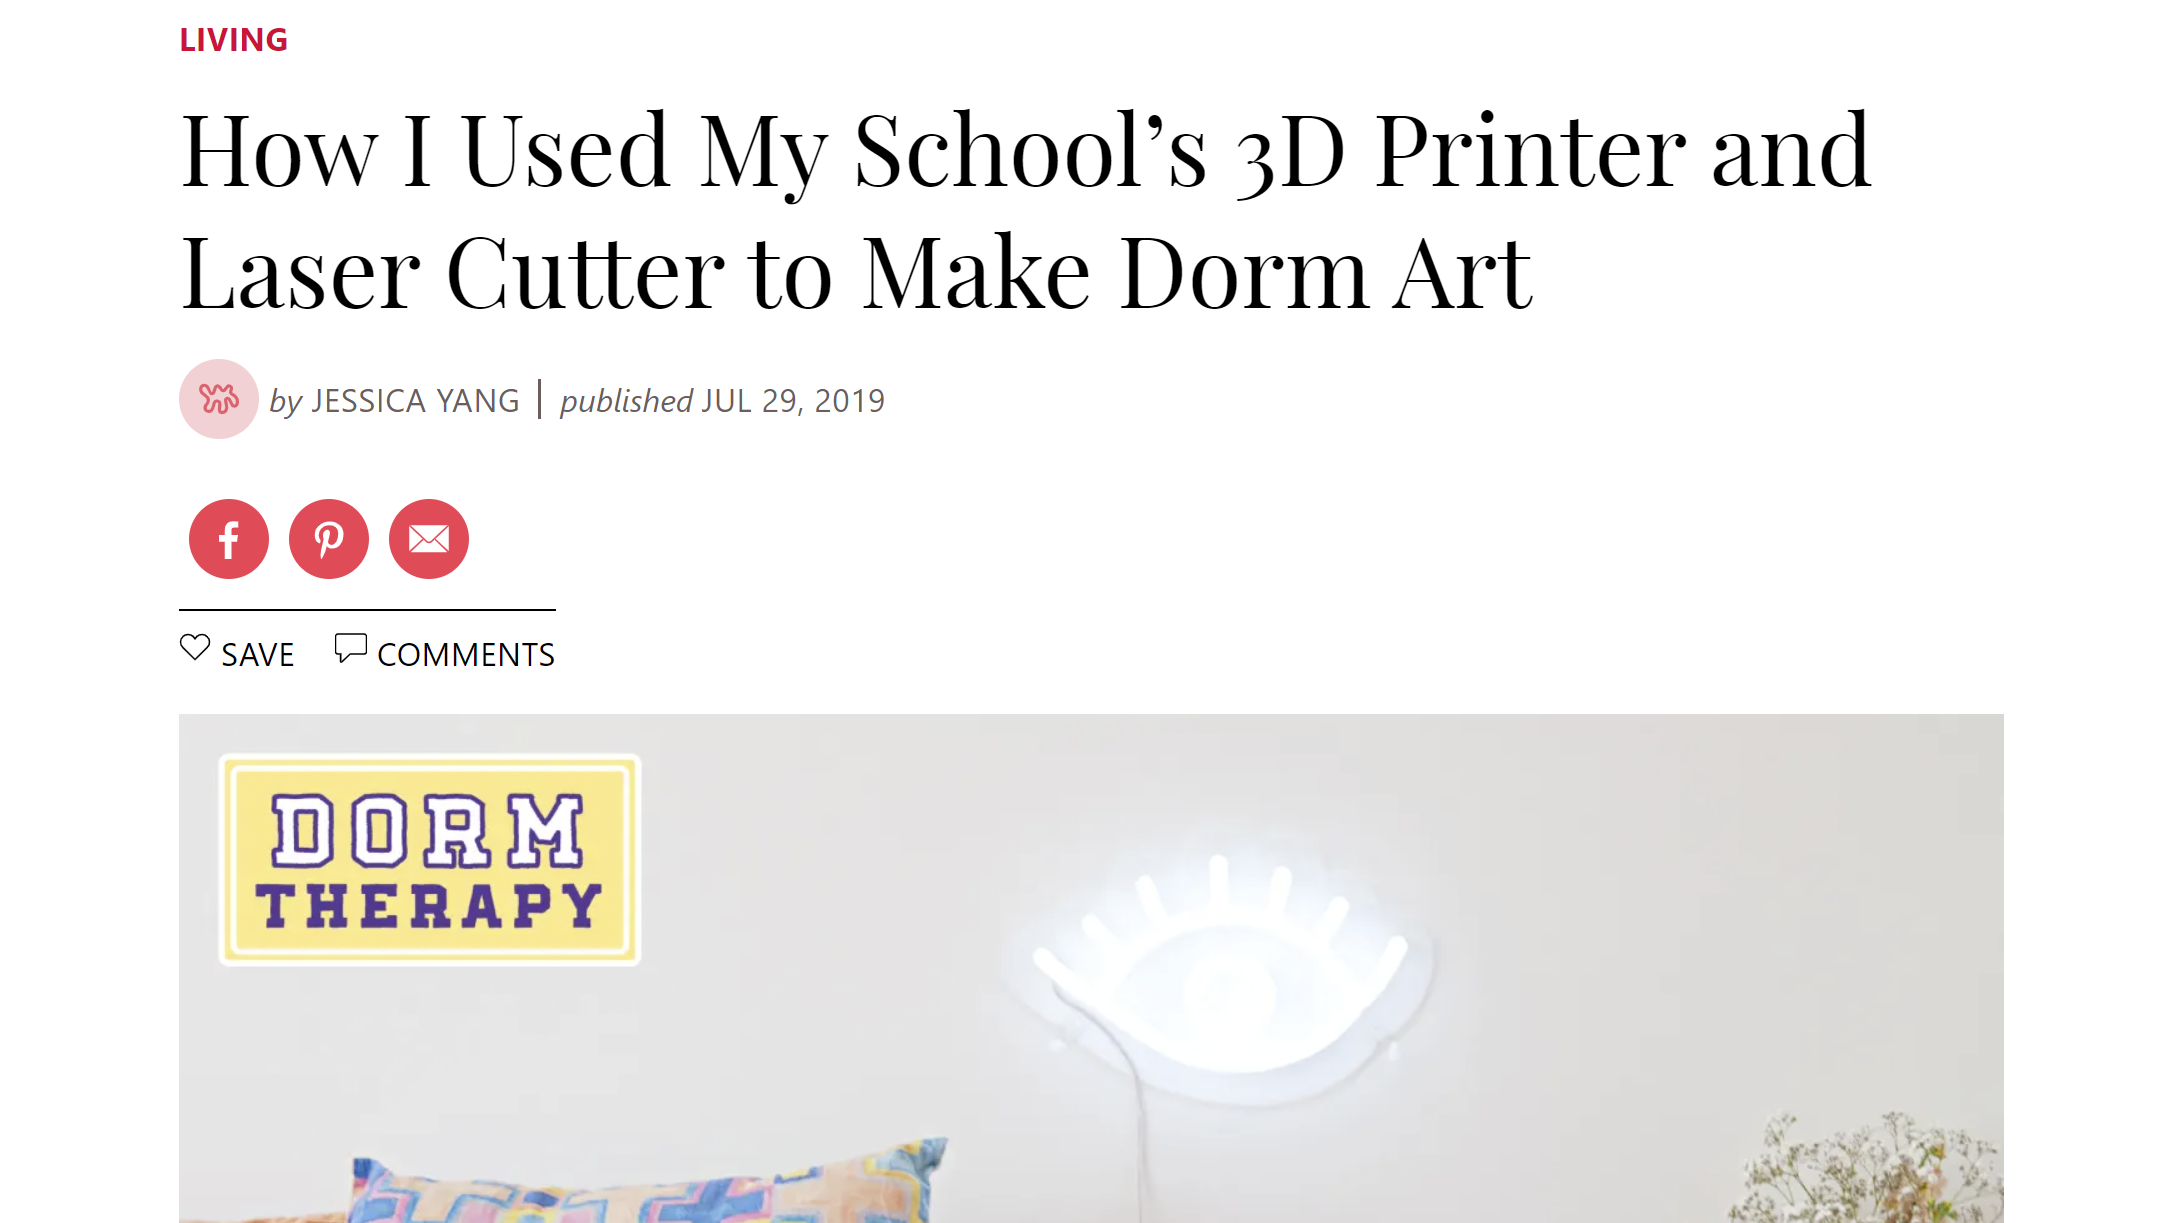 LIVING
How I Used My School’s 3D Printer and
Laser Cutter to Make Dorm Art
by JESSICA YANG | published JUL 29, 2019
SAVE COMMENTS
DORM
THERAPY